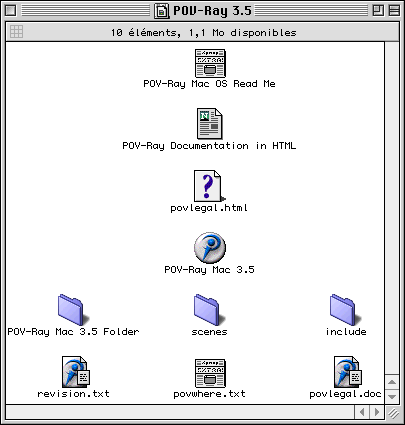 POV-Ray 3.5
10 éléments, 1,1 Mo disponibles
POV-Ray Mac OS Read Me
POV-Ray Documentation in HTML
povlegal.html
POV-Ray Mac 3.5
POV-Ray Mac 3.5 Folder
scenes
include
revision.txt
povwhere.txt
povlegal.doc